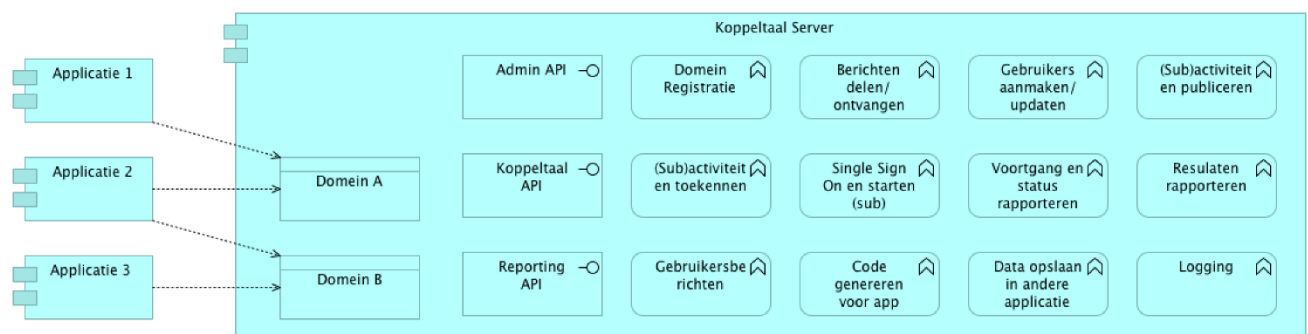 Koppeltaal Server
Applicatie 1
Applicatie 2
Applicatie 3
Domein A
Domein B
Admin API
Domein
Registratie
Berichten
delen/
ontvangen
Gebruikers
aanmaken/
updaten
(Sub)activiteit
en publiceren
Koppeltaal
API
(Sub)activiteit
en toekennen
Single Sign
On en starten
(sub)
Voortgang en
status
rapporteren
Resulaten
rapporteren
Reporting
API
Gebruikersbe
richten
Code
genereren
voor app
Data opslaan
in andere
applicatie
Logging